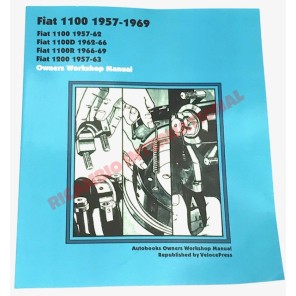 Fiat 1100 1957-1969
Fiat 1100 1957-62
Fiat 1100D 1962-66
Fiat 1100R 1966-69
Fiat 1200 1957-63
Owners Workshop Manual
Autobooks Owners Workshop Manual
Republished by VelocePress